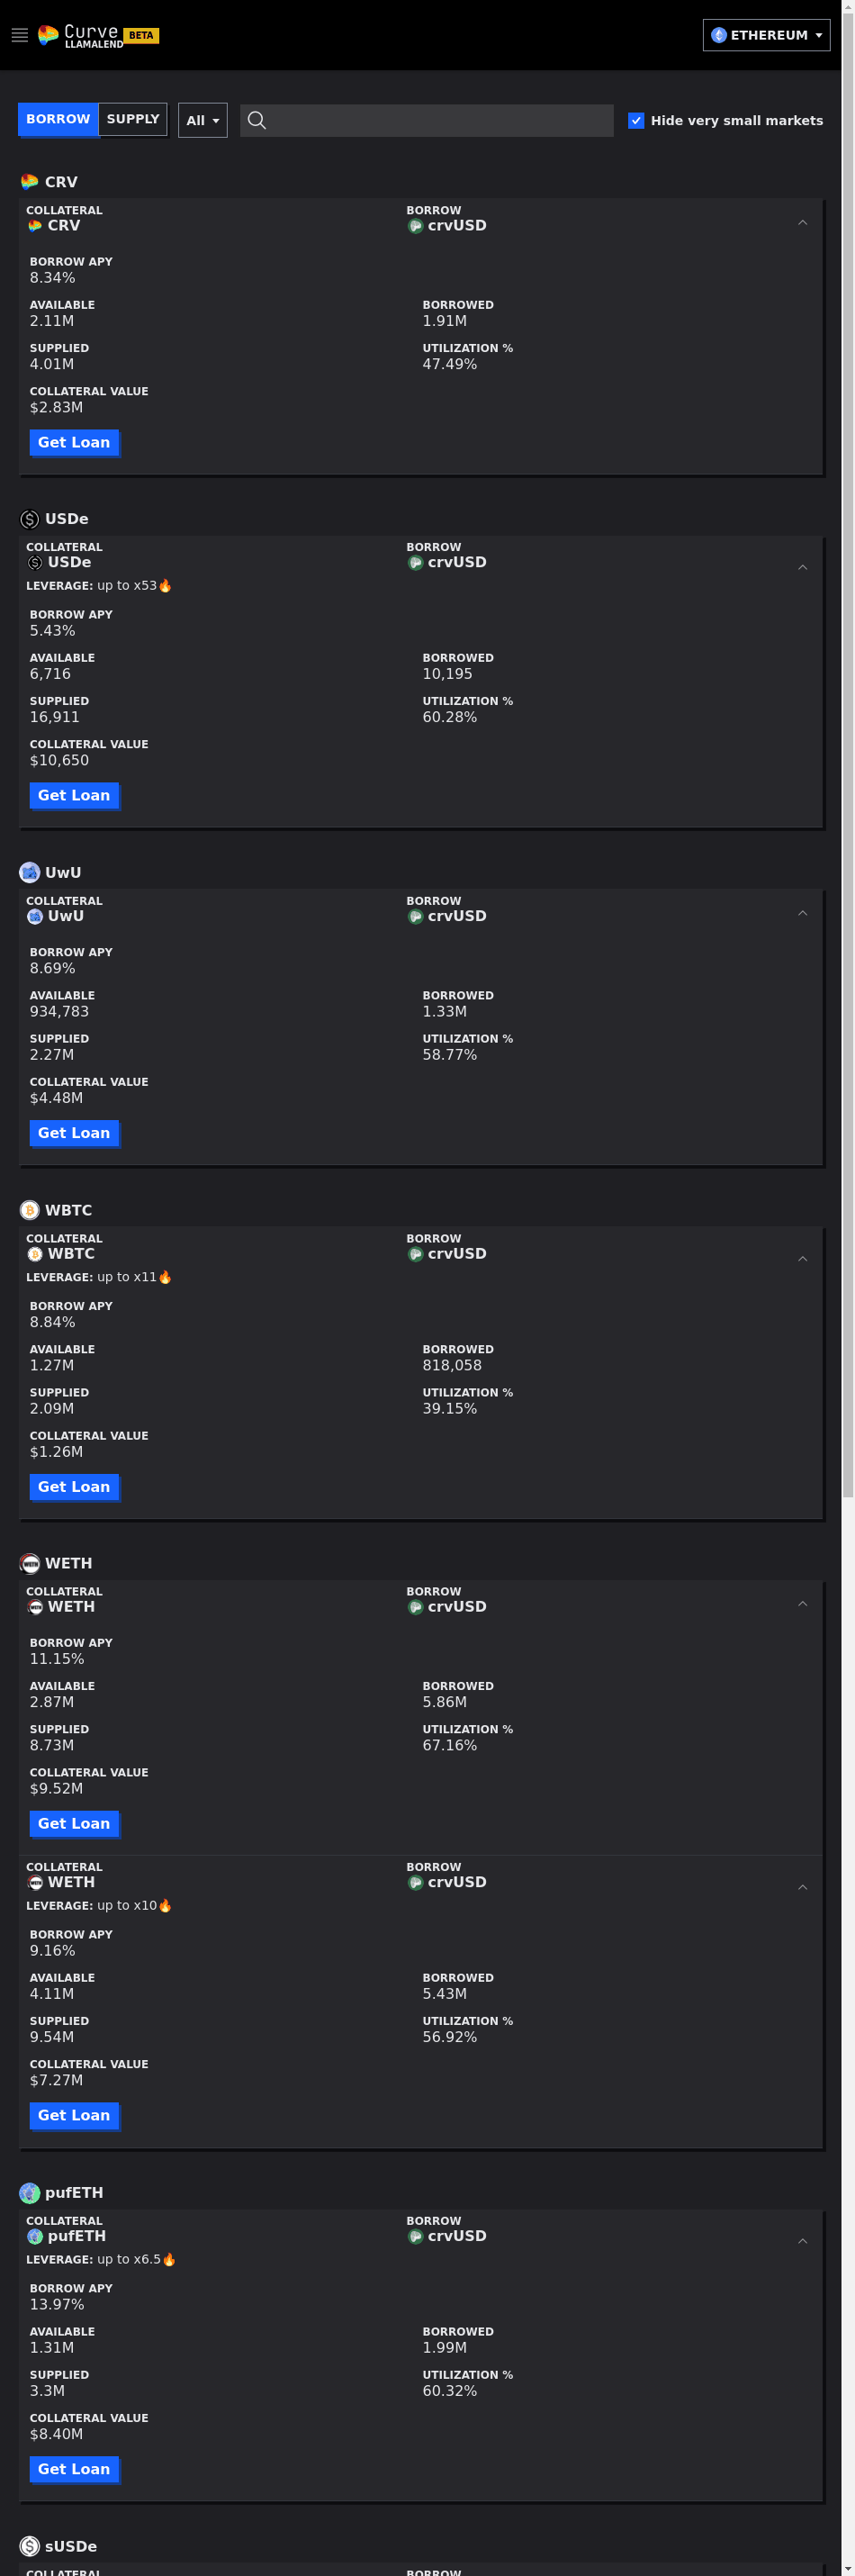 Curve
LLAMALEND BETA
ETHEREUM
BORROW SUPPLY All Hide very small markets
CRV
COLLATERAL BORROW
CRV crvUSD
BORROW APY
8.34%
AVAILABLE BORROWED
2.11M 1.91M
SUPPLIED UTILIZATION %
4.01M 47.49%
COLLATERAL VALUE
$2.83M
Get Loan
USDe
COLLATERAL BORROW
USDe crvUSD
LEVERAGE: up to x53🔥
BORROW APY
5.43%
AVAILABLE BORROWED
6,716 10,195
SUPPLIED UTILIZATION %
16,911 60.28%
COLLATERAL VALUE
$10,650
Get Loan
UwU
COLLATERAL BORROW
UwU crvUSD
BORROW APY
8.69%
AVAILABLE BORROWED
934,783 1.33M
SUPPLIED UTILIZATION %
2.27M 58.77%
COLLATERAL VALUE
$4.48M
Get Loan
WBTC
COLLATERAL BORROW
WBTC crvUSD
LEVERAGE: up to x11🔥
BORROW APY
8.84%
AVAILABLE BORROWED
1.27M 818,058
SUPPLIED UTILIZATION %
2.09M 39.15%
COLLATERAL VALUE
$1.26M
Get Loan
WETH
COLLATERAL BORROW
WETH crvUSD
BORROW APY
11.15%
AVAILABLE BORROWED
2.87M 5.86M
SUPPLIED UTILIZATION %
8.73M 67.16%
COLLATERAL VALUE
$9.52M
Get Loan
COLLATERAL BORROW
WETH crvUSD
LEVERAGE: up to x10🔥
BORROW APY
9.16%
AVAILABLE BORROWED
4.11M 5.43M
SUPPLIED UTILIZATION %
9.54M 56.92%
COLLATERAL VALUE
$7.27M
Get Loan
pufETH
COLLATERAL BORROW
pufETH crvUSD
LEVERAGE: up to x6.5🔥
BORROW APY
13.97%
AVAILABLE BORROWED
1.31M 1.99M
SUPPLIED UTILIZATION %
3.3M 60.32%
COLLATERAL VALUE
$8.40M
Get Loan
sUSDe
COLLATERAL BORROW